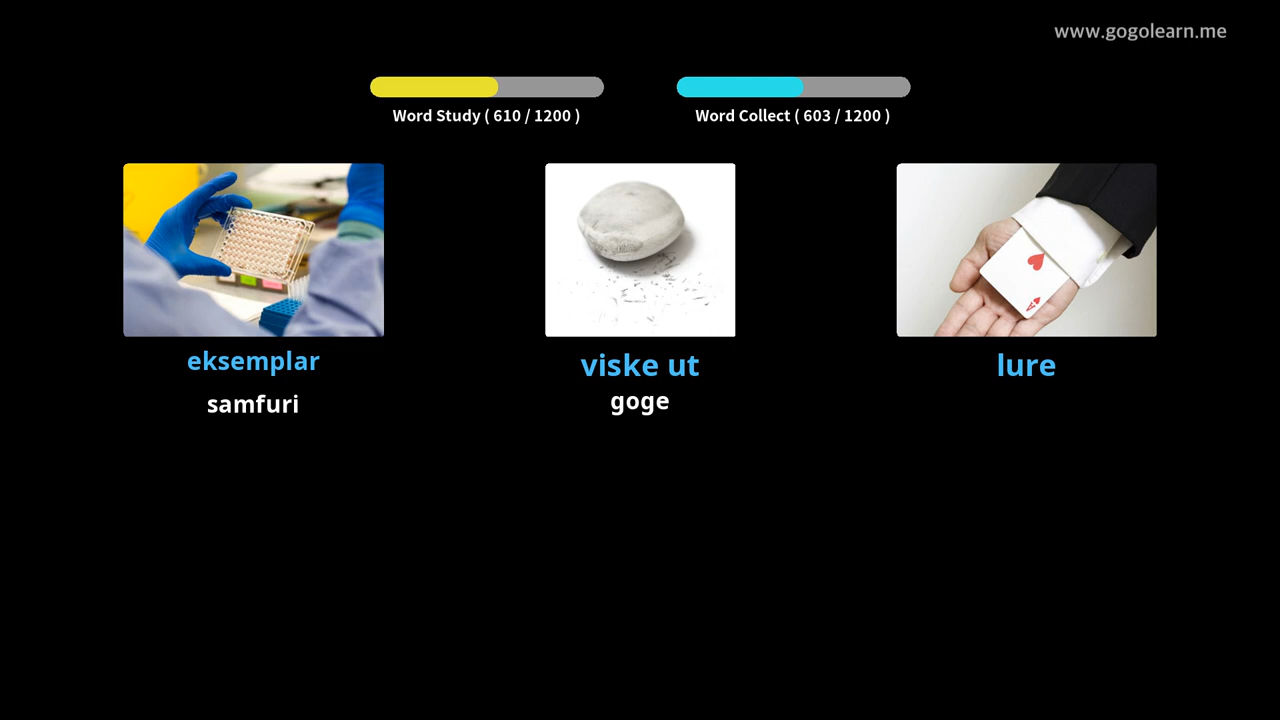 www.gogolearn.me
Word Study ( 610 / 1200 )
Word Collect ( 603 / 1200 )
eksemplar
samfuri
viske ut
goge
lure